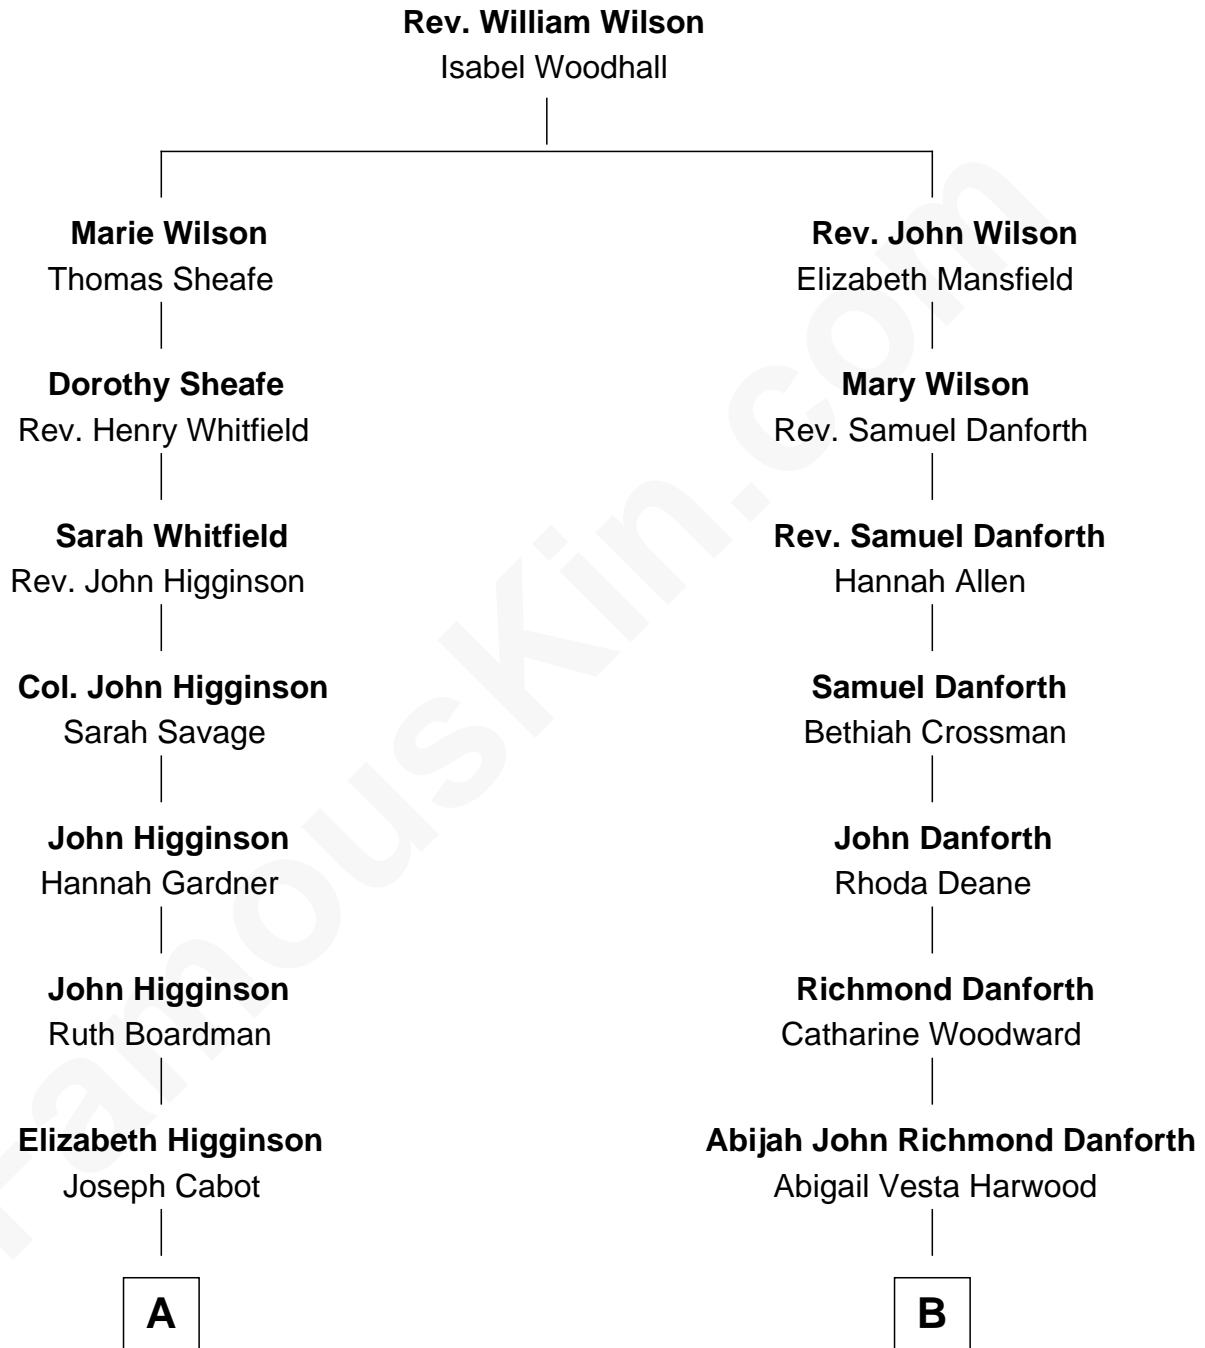 Rev. William Wilson
Isabel Woodhall
Marie Wilson
Thomas Sheafe
Rev. John Wilson
Elizabeth Mansfield
Dorothy Sheafe
Rev. Henry Whitfield
Mary Wilson
Rev. Samuel Danforth
Sarah Whitfield
Rev. John Higginson
Rev. Samuel Danforth
Hannah Allen
Col. John Higginson
Sarah Savage
Samuel Danforth
Bethiah Crossman
John Higginson
Hannah Gardner
John Danforth
Rhoda Deane
John Higginson
Ruth Boardman
Richmond Danforth
Catharine Woodward
Elizabeth Higginson
Joseph Cabot
Abijah John Richmond Danforth
Abigail Vesta Harwood
A
B
FamousKin.com